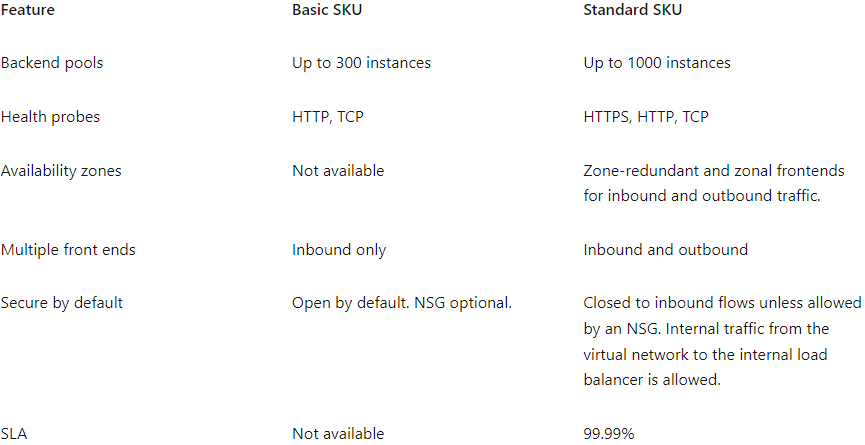 Feature Basic SKU Standard SKU
Backend pools Up to 300 instances Up to 1000 instances
Health probes HTTP, TCP HTTPS, HTTP, TCP
Availability zones Not available Zone-redundant and zonal frontends
for inbound and outbound traffic.
Multiple front ends Inbound only Inbound and outbound
Secure by default Open by default. NSG optional. Closed to inbound flows unless allowed
by an NSG. Internal traffic from the
virtual network to the internal load
balancer is allowed.
SLA Not available 99.99%